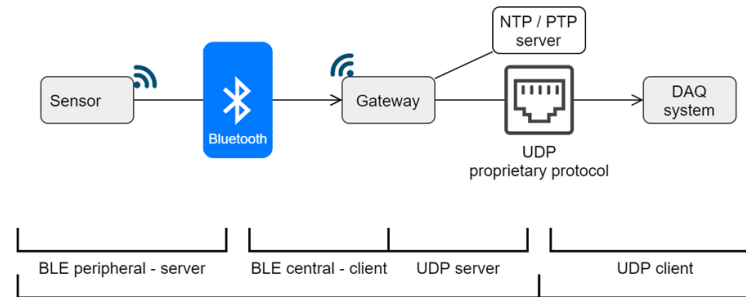 NTP / PTP
server
Sensor
Bluetooth
Gateway
DAQ
system
UDP
proprietary protocol
BLE peripheral - server
BLE central - client
UDP server
UDP client